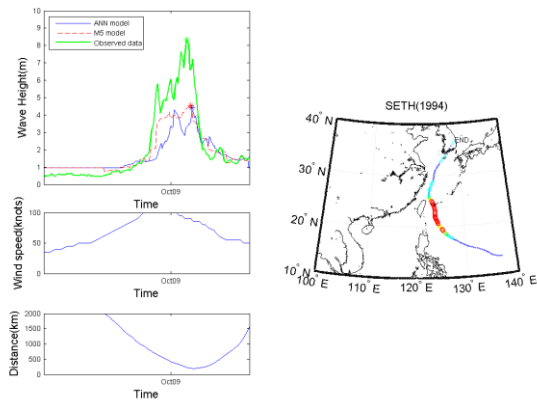 ANN model
M5 model
Observed data
Wave Height(m)
10
9
8
7
6
5
4
3
2
1
0
Oct09
Time
Wind speed(knots)
100
50
0
Oct09
Time
Distance(km)
2000
1500
1000
500
0
Oct09
Time
SETH(1994)
40° N
30° N
20° N
10° N
END
100° E
110° E
120° E
130° E
140° E